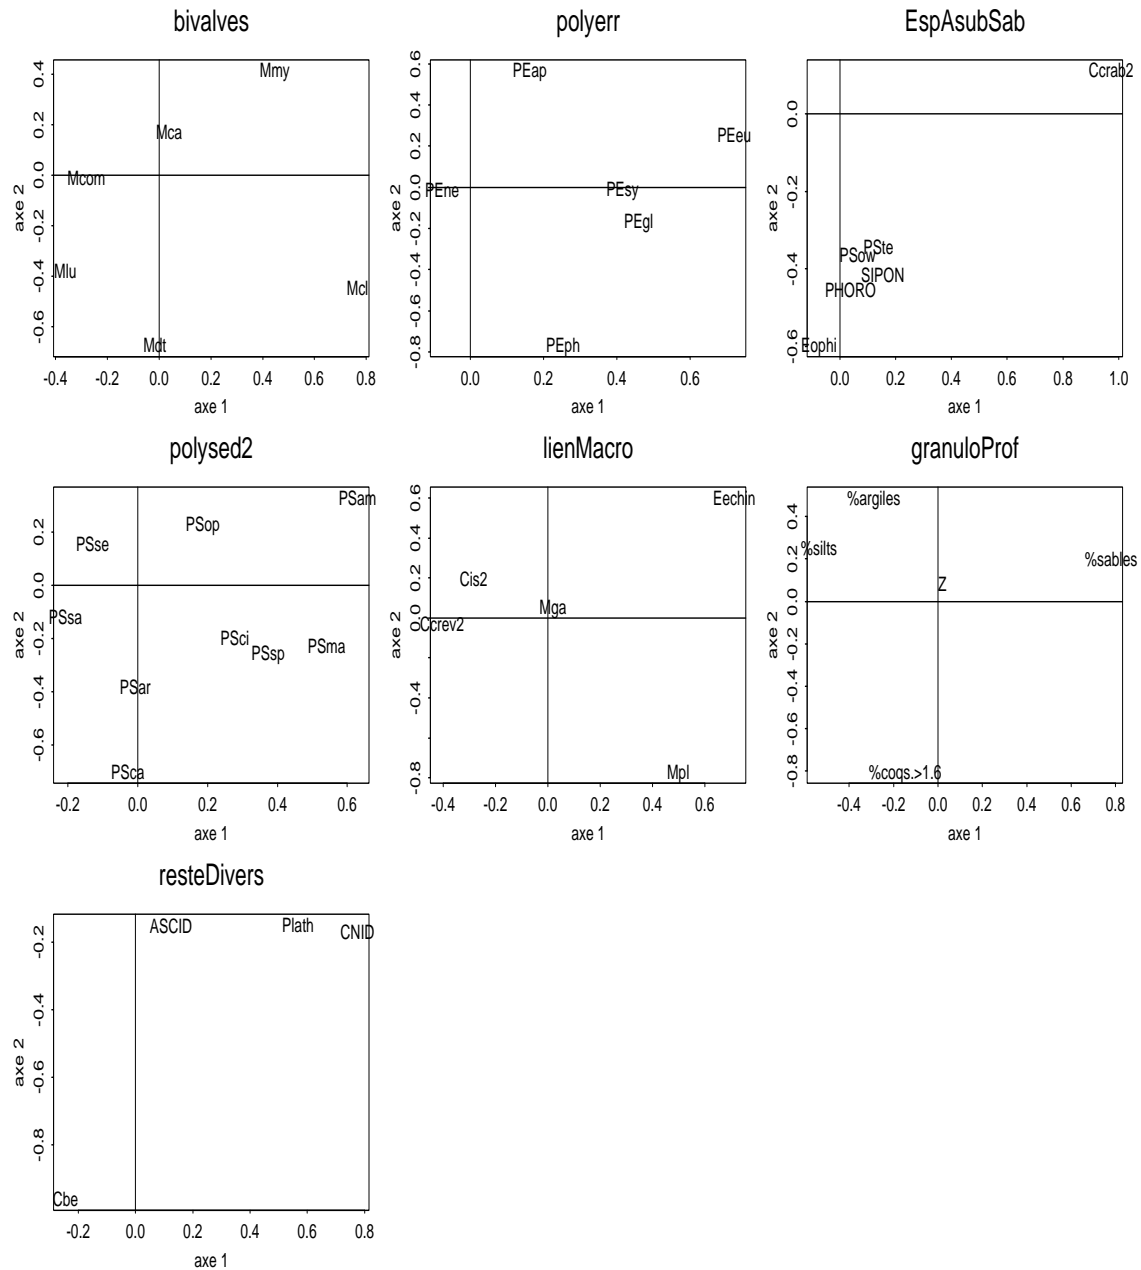 bivalves
axe 2
0.4
0.2
0.0
-0.2
-0.4
-0.6
Mmy
Mca
Mcom
Mlu
Mcl
Mdt
-0.4 -0.2 0.0 0.2 0.4 0.6 0.8
axe 1
polyerr
axe 2
0.6
0.4
0.2
0.0
-0.2
-0.4
-0.6
-0.8
PEap
PEeu
PEne
PEsy
PEgl
PEph
0.0 0.2 0.4 0.6
axe 1
EspAsubSab
axe 2
0.0
-0.2
-0.4
-0.6
Ccrab2
PSte
PSow
SIPON
PHORO
Eophi
0.0 0.2 0.4 0.6 0.8 1.0
axe 1
polysed2
axe 2
0.2
0.0
-0.2
-0.4
-0.6
PSam
PSop
PSse
PSsa
PSci
PSsp
PSma
PSar
PSca
-0.2 0.0 0.2 0.4 0.6
axe 1
lienMacro
axe 2
0.6
0.4
0.2
0.0
-0.4
-0.8
Eechin
Cis2
Mga
Ccrev2
Mpl
-0.4 -0.2 0.0 0.2 0.4 0.6
axe 1
granuloProf
axe 2
0.4
0.2
0.0
-0.2
-0.4
-0.6
-0.8
%argiles
%silts
%sables
Z
%coqs.>1.6
-0.4 -0.2 0.0 0.2 0.4 0.6 0.8
axe 1
resteDivers
axe 2
-0.2
-0.4
-0.6
-0.8
ASCID
Plath
CNID
Cbe
-0.2 0.0 0.2 0.4 0.6 0.8
axe 1